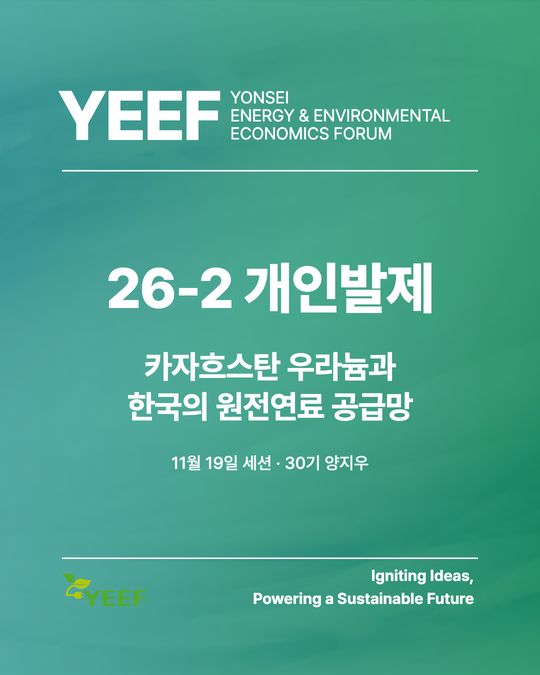 YEEF
YONSEI
ENERGY & ENVIRONMENTAL
ECONOMICS FORUM
26-2 개인발제
카자흐스탄 우라늄과
한국의 원전연료 공급망
11월 19일 세션 · 30기 양지우
YEEF
Igniting Ideas,
Powering a Sustainable Future